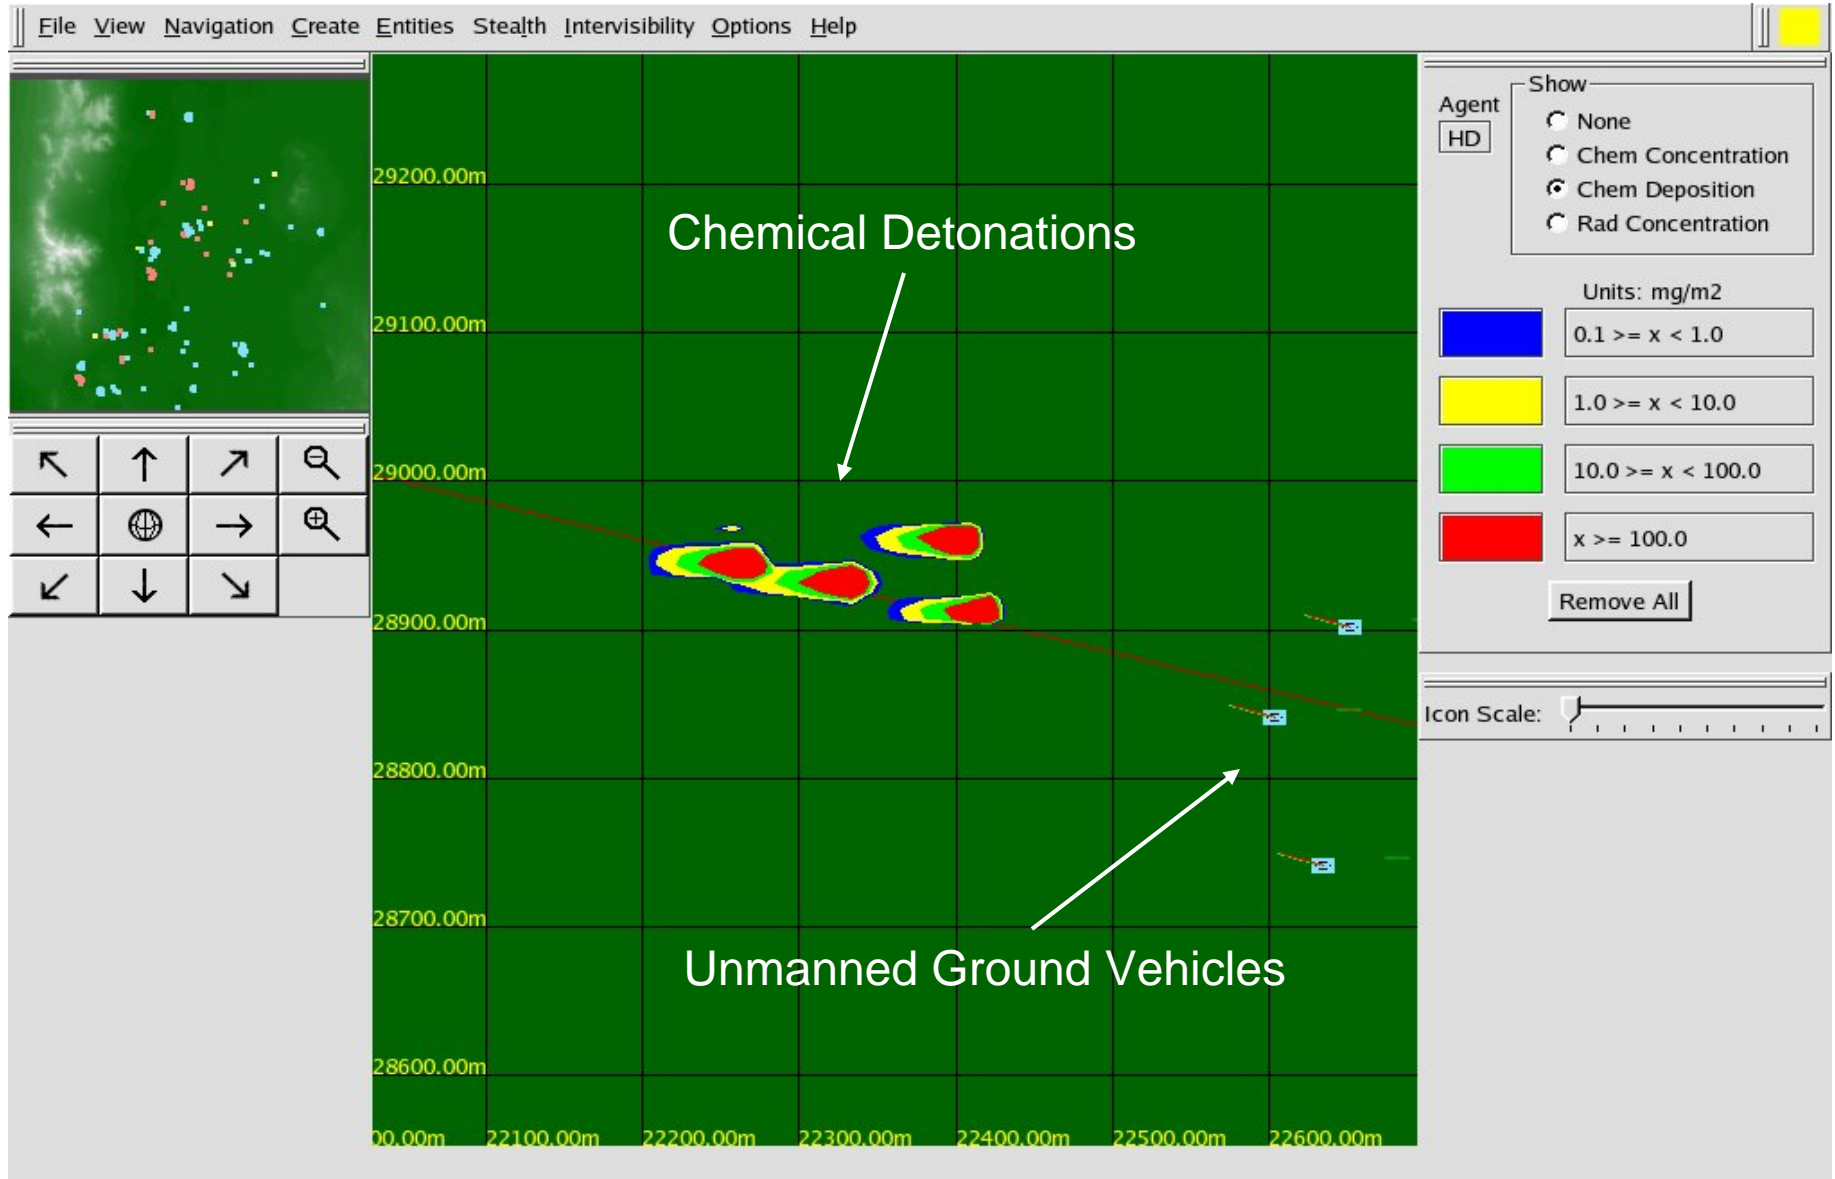 File View Navigation Create Entities Stealth Intervisibility Options Help
Agent
HD
Show
None
Chem Concentration
Chem Deposition
Rad Concentration
Units: mg/m2
0.1 >= x < 1.0
1.0 >= x < 10.0
10.0 >= x < 100.0
x >= 100.0
Remove All
Icon Scale:
29200.00m
Chemical Detonations
29100.00m
29000.00m
28900.00m
28800.00m
28700.00m
Unmanned Ground Vehicles
28600.00m
00.00m 22100.00m 22200.00m 22300.00m 22400.00m 22500.00m 22600.00m